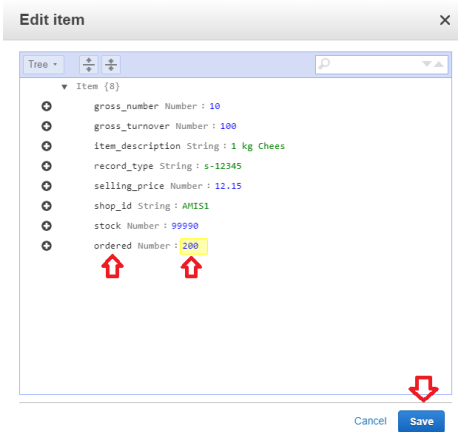 Edit item
Tree
Item {8}
gross_number Number : 10
gross_turnover Number : 100
item_description String : 1 kg Chees
record_type String : s-12345
selling_price Number : 12.15
shop_id String : AMIS1
stock Number : 99990
ordered Number : 200
Cancel Save